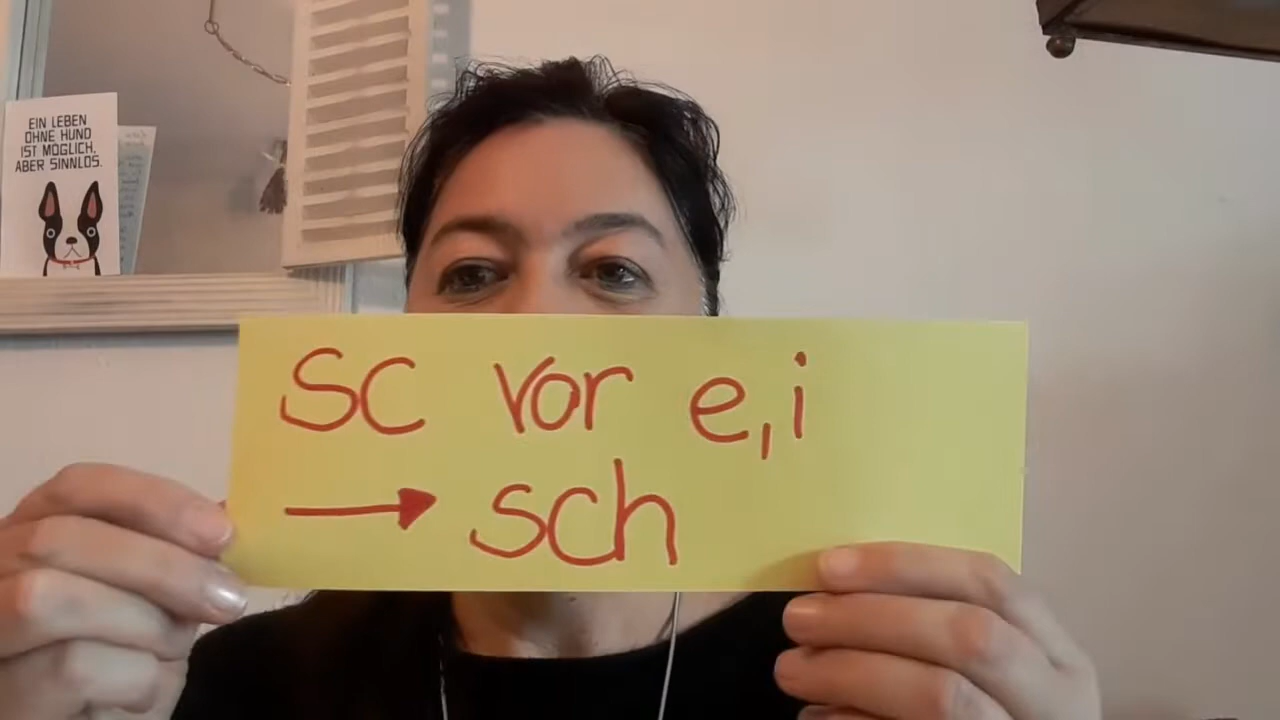 EIN LEBEN
OHNE HUND
IST MÖGLICH,
ABER SINNLOS.
SC vor e,i
→ sch